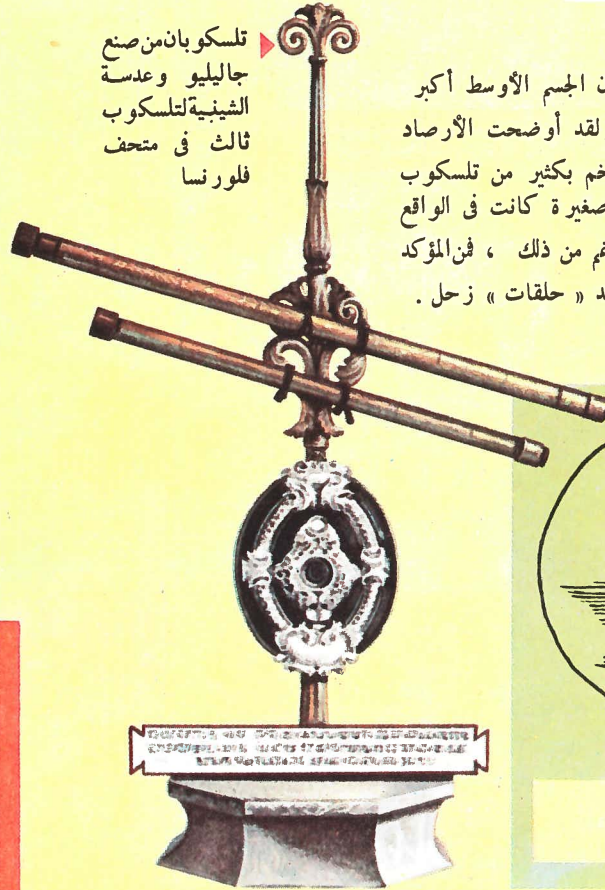 تلسكوبان من صنع
جاليليو وعدسة
الشيئية لتلسكوب
ثالث فى متحف
فلورنسا
ن الجسم الأوسط أكبر
لقد أوضحت الأرصاد
خم بكثير من تلسكوب
صغيرة كانت فى الواقع
غم من ذلك ، فمن المؤكد
د « حلقات » زحل .